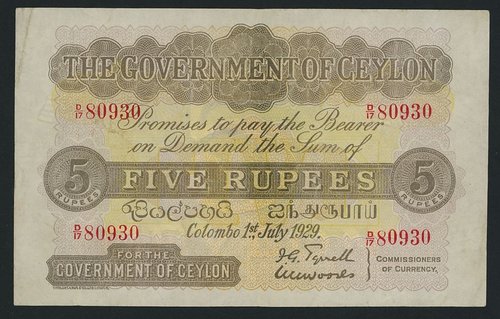 THE GOVERNMENT OF CEYLON
D/17 80930 D/17 80930
Promises to pay the Bearer
on Demand the Sum of
5 RUPEES FIVE RUPEES 5 RUPEES
රුපියල්පහයි ஐந்துரூபாய்
Colombo 1st July 1929.
D/17 80930 D/17 80930
FOR THE
GOVERNMENT OF CEYLON
J.G. Tyrrell
W.W. Woods
COMMISSIONERS
OF CURRENCY.